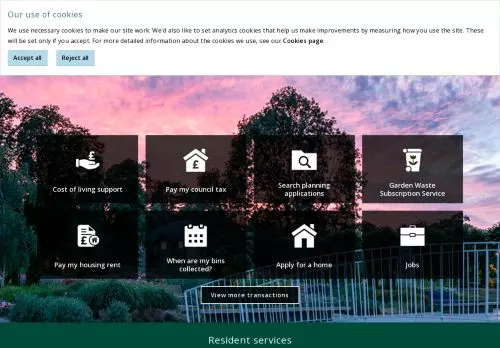 Our use of cookies
We use necessary cookies to make our site work. We'd also like to set analytics cookies that help us make improvements by measuring how you use the site. These
will be set only if you accept. For more detailed information about the cookies we use, see our Cookies page.
Accept all
Reject all
Cost of living support
Pay my council tax
Search planning
applications
Garden Waste
Subscription Service
Pay my housing rent
When are my bins
collected?
Apply for a home
Jobs
View more transactions
Resident services